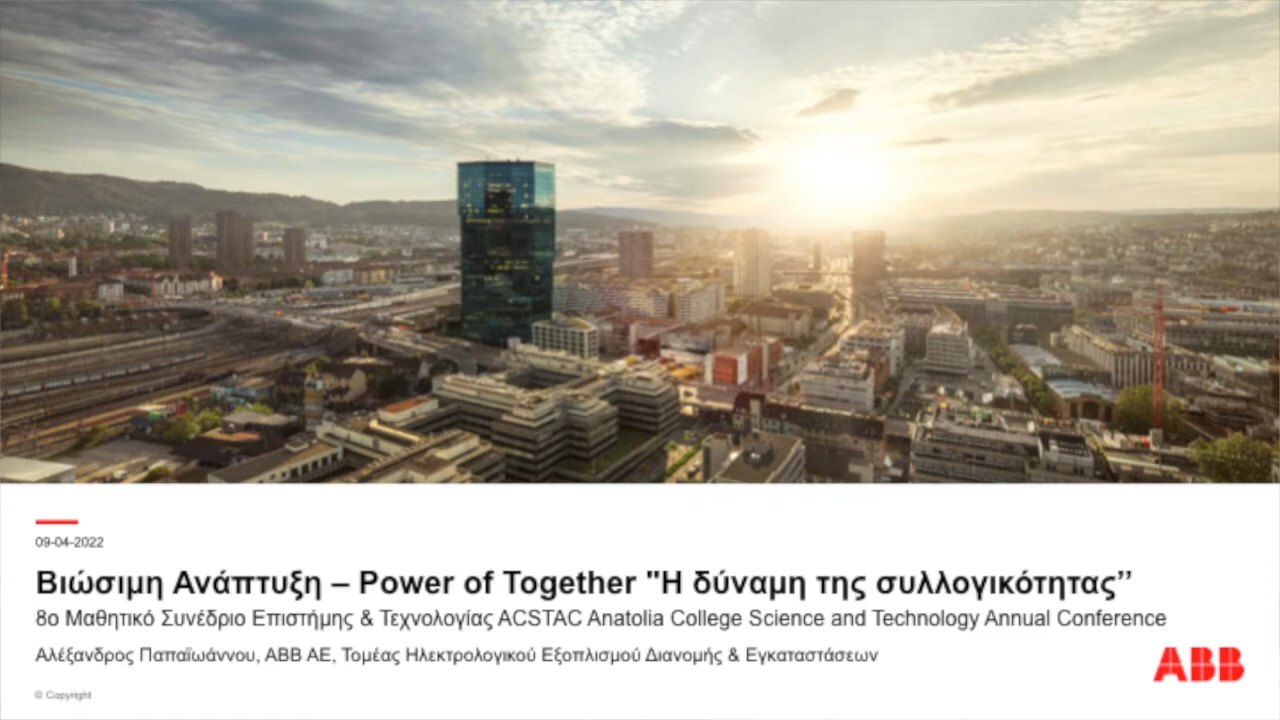 09-04-2022
Βιώσιμη Ανάπτυξη – Power of Together "Η δύναμη της συλλογικότητας’’
8ο Μαθητικό Συνέδριο Επιστήμης & Τεχνολογίας ACSTAC Anatolia College Science and Technology Annual Conference
Αλέξανδρος Παπαϊωάννου, ABB AE, Τομέας Ηλεκτρολογικού Εξοπλισμού Διανομής & Εγκαταστάσεων
ABB
© Copyright